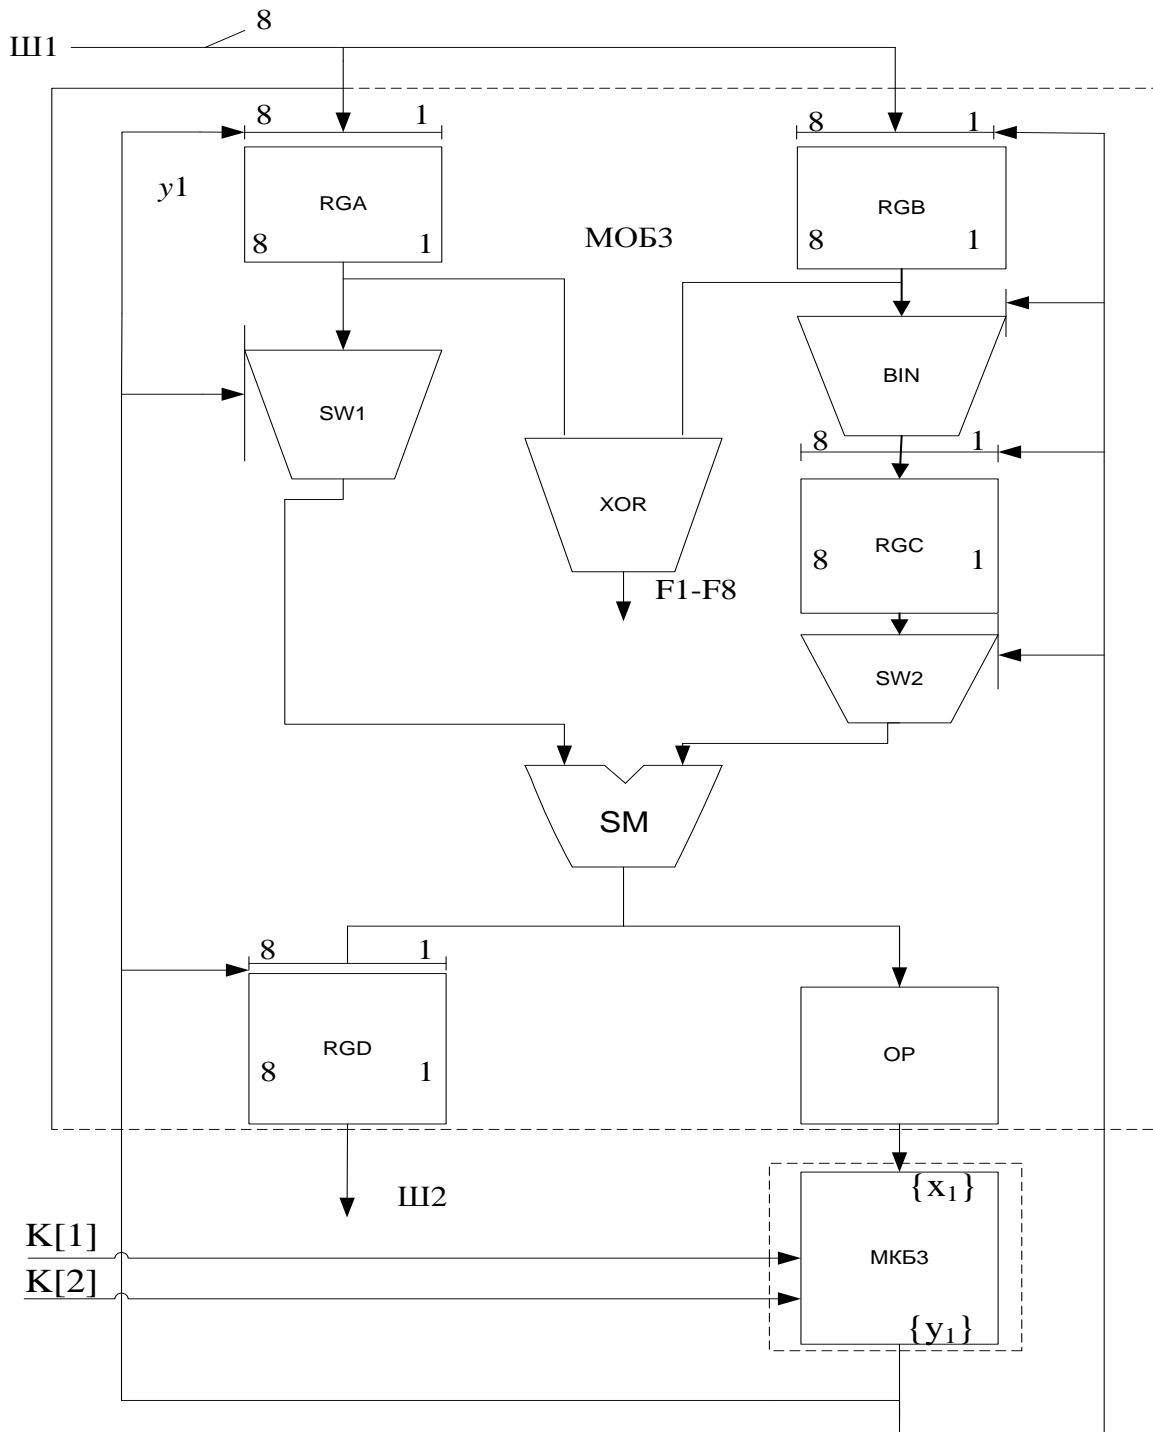 8
Ш1
8 1
8 1
y1
RGA
RGB
8 1
МОБЗ
8 1
SW1
BIN
8 1
XOR
RGC
8 1
F1-F8
SW2
SM
8 1
RGD
OP
8 1
{x1}
Ш2
K[1]
МКБЗ
K[2]
{y1}